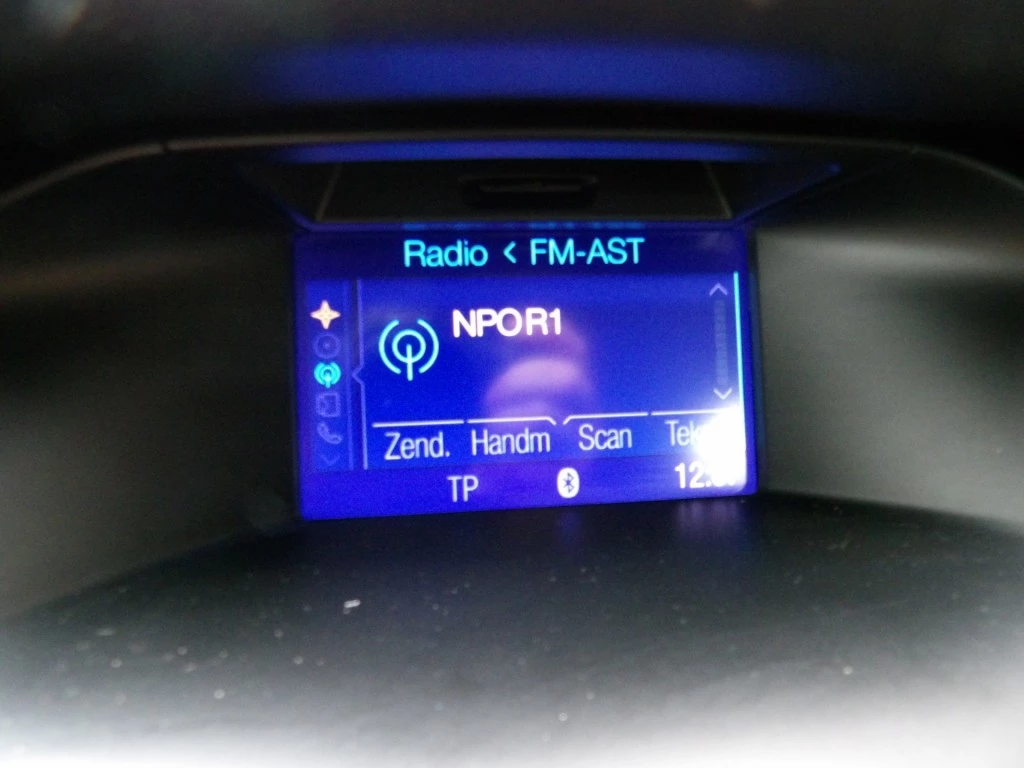 Radio < FM-AST
NPO R1
Zend. Handm Scan
TP